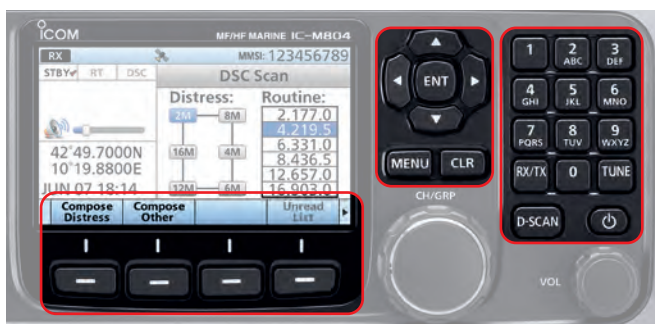 ICOM
MF/HF MARINE IC-M804
RX
MMSI: 123456789
STBY RT DSC
DSC Scan
Distress: Routine:
2M 8M 2.177.0
4.219.5
16M 4M 6.331.0
8.436.5
12.657.0
12M 6M 16.903.0
42°49.7000N
10°19.8800E
JUN 07 18:14
Compose Distress
Compose Other
Unread List
ENT
MENU CLR
CH/GRP
VOL
1 2 ABC 3 DEF
4 GHI 5 JKL 6 MNO
7 PQRS 8 TUV 9 WXYZ
RX/TX 0 TUNE
D-SCAN